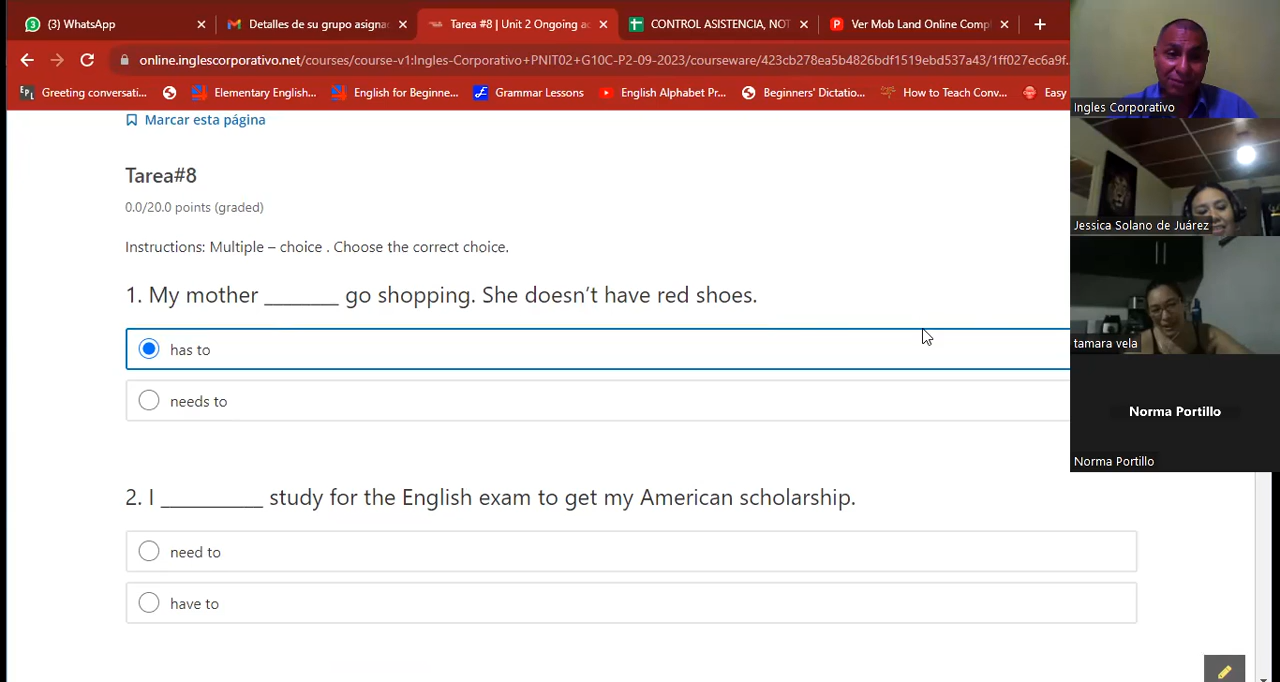 (3) WhatsApp
Detalles de su grupo asigna
Tarea #8 | Unit 2 Ongoing ac
CONTROL ASISTENCIA, NOT
Ver Mob Land Online Comp
online.inglescorporativo.net/courses/course-v1:Ingles-Corporativo+PNIT02+G10C-P2-09-2023/courseware/423cb278ea5b4826bdf1519ebd537a43/1ff027ec6a9f...
Greeting conversati...
Elementary English...
English for Beginne...
Grammar Lessons
English Alphabet Pr...
Beginners' Dictatio...
How to Teach Conv...
Easy
Marcar esta página
Tarea#8
0.0/20.0 points (graded)
Instructions: Multiple – choice . Choose the correct choice.
1. My mother ________ go shopping. She doesn’t have red shoes.
has to
needs to
2. I ___________ study for the English exam to get my American scholarship.
need to
have to
Ingles Corporativo
Jessica Solano de Juárez
tamara vela
Norma Portillo
Norma Portillo